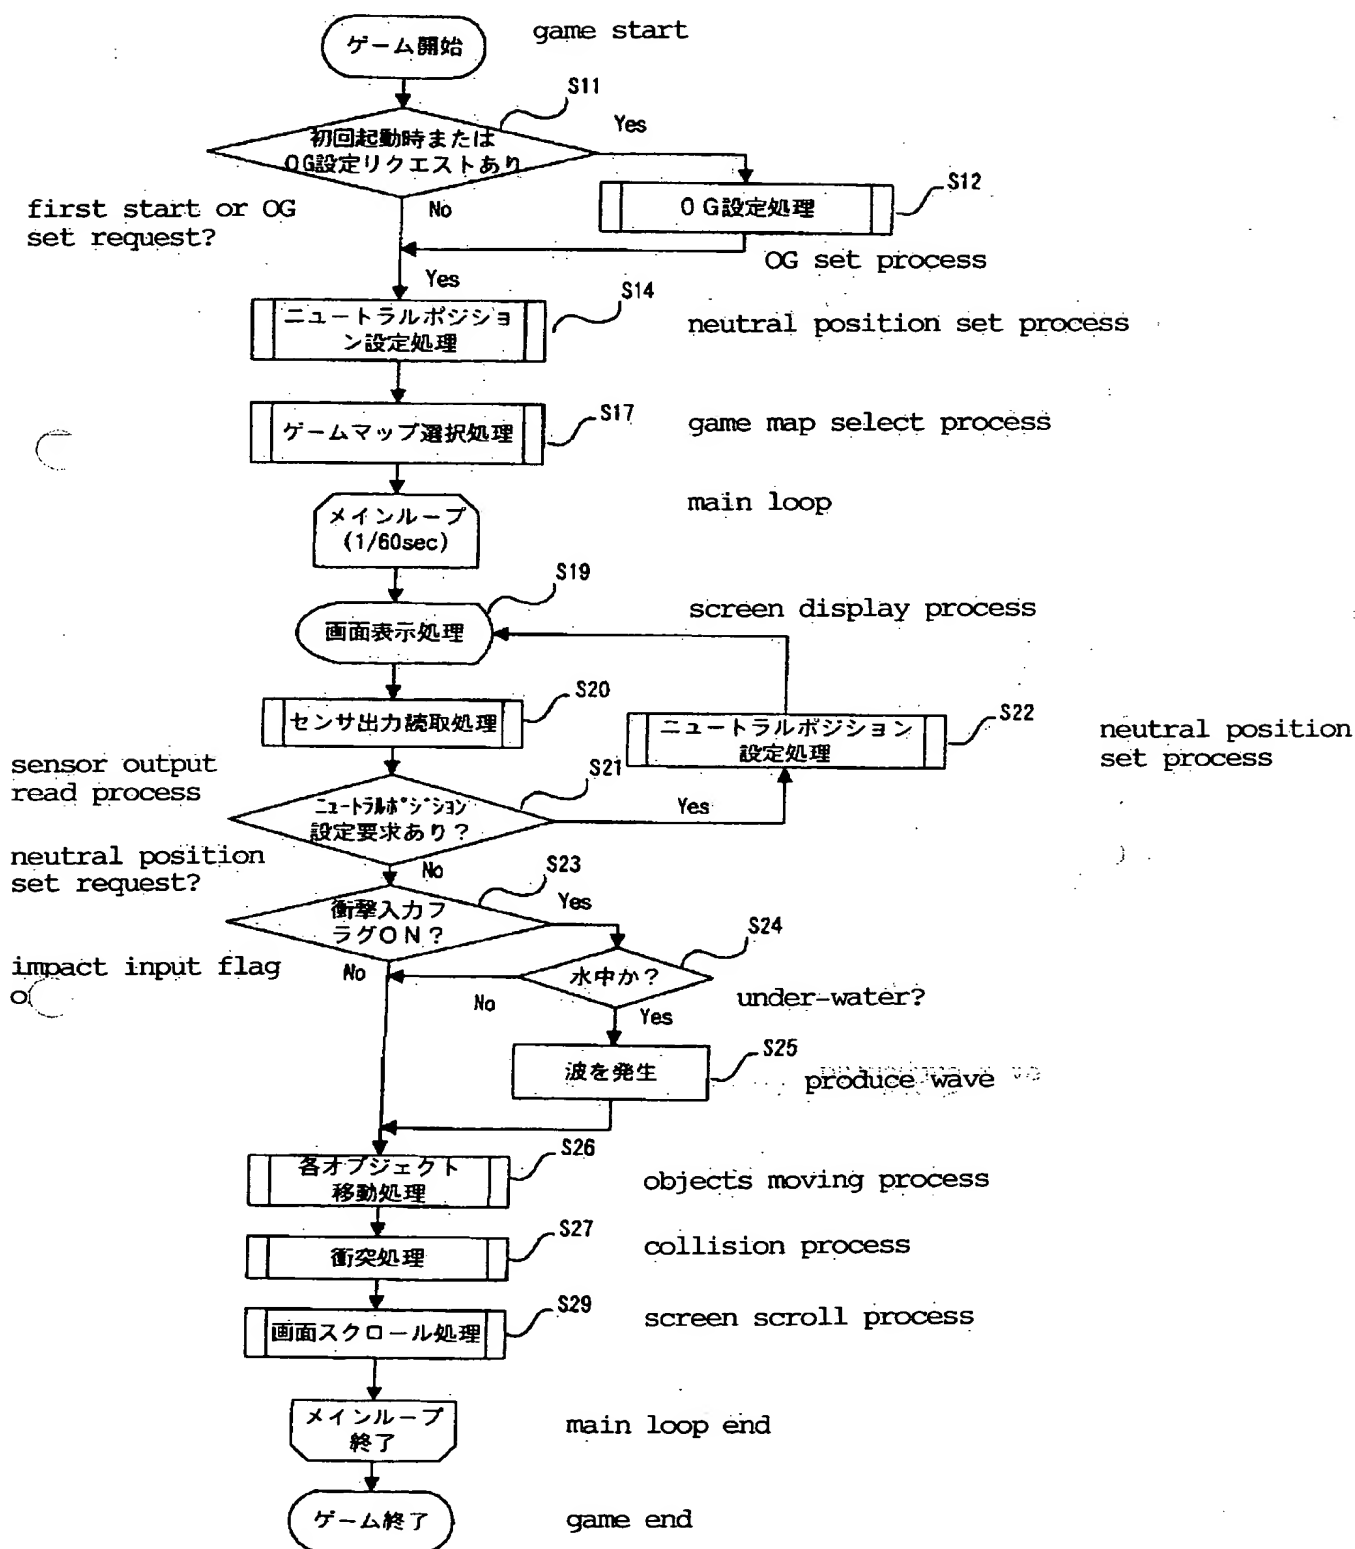 ゲーム開始
game start
S11
初回起動時または
0G設定リクエストあり
Yes
No
first start or OG
set request?
S12
0G設定処理
OG set process
Yes
S14
ニュートラルポジショ
ン設定処理
neutral position set process
S17
ゲームマップ選択処理
game map select process
main loop
メインループ
(1/60sec)
S19
画面表示処理
screen display process
S20
センサ出力読取処理
sensor output
read process
S22
ニュートラルポジション
設定処理
neutral position
set process
S21
ニュートラルポジション
設定要求あり?
Yes
No
neutral position
set request?
S23
衝撃入力フ
ラグON?
Yes
No
impact input flag
S24
水中か?
No
Yes
under-water?
S25
波を発生
produce wave
S26
各オブジェクト
移動処理
objects moving process
S27
衝突処理
collision process
S29
画面スクロール処理
screen scroll process
メインループ
終了
main loop end
ゲーム終了
game end